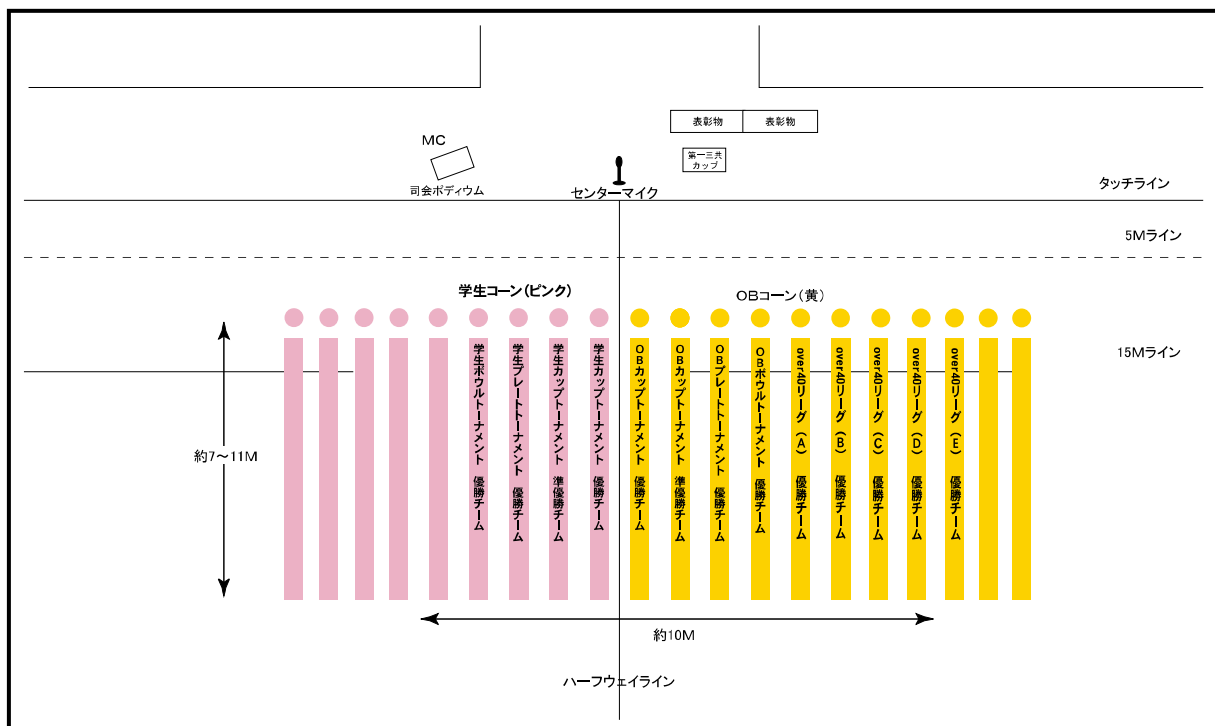 表彰物
表彰物
MC
第一三共
カップ
司会ポディウム
センターマイク
タッチライン
5Mライン
学生コーン(ピンク)
OBコーン(黄)
15Mライン
学生ボウルトーナメント 優勝チーム
学生プレートトーナメント 優勝チーム
学生カップトーナメント 準優勝チーム
学生カップトーナメント 優勝チーム
OBカップトーナメント 優勝チーム
OBカップトーナメント 準優勝チーム
OBプレートトーナメント 優勝チーム
OBボウルトーナメント 優勝チーム
over40リーグ(A) 優勝チーム
over40リーグ(B) 優勝チーム
over40リーグ(C) 優勝チーム
over40リーグ(D) 優勝チーム
over40リーグ(E) 優勝チーム
約7~11M
約10M
ハーフウェイライン